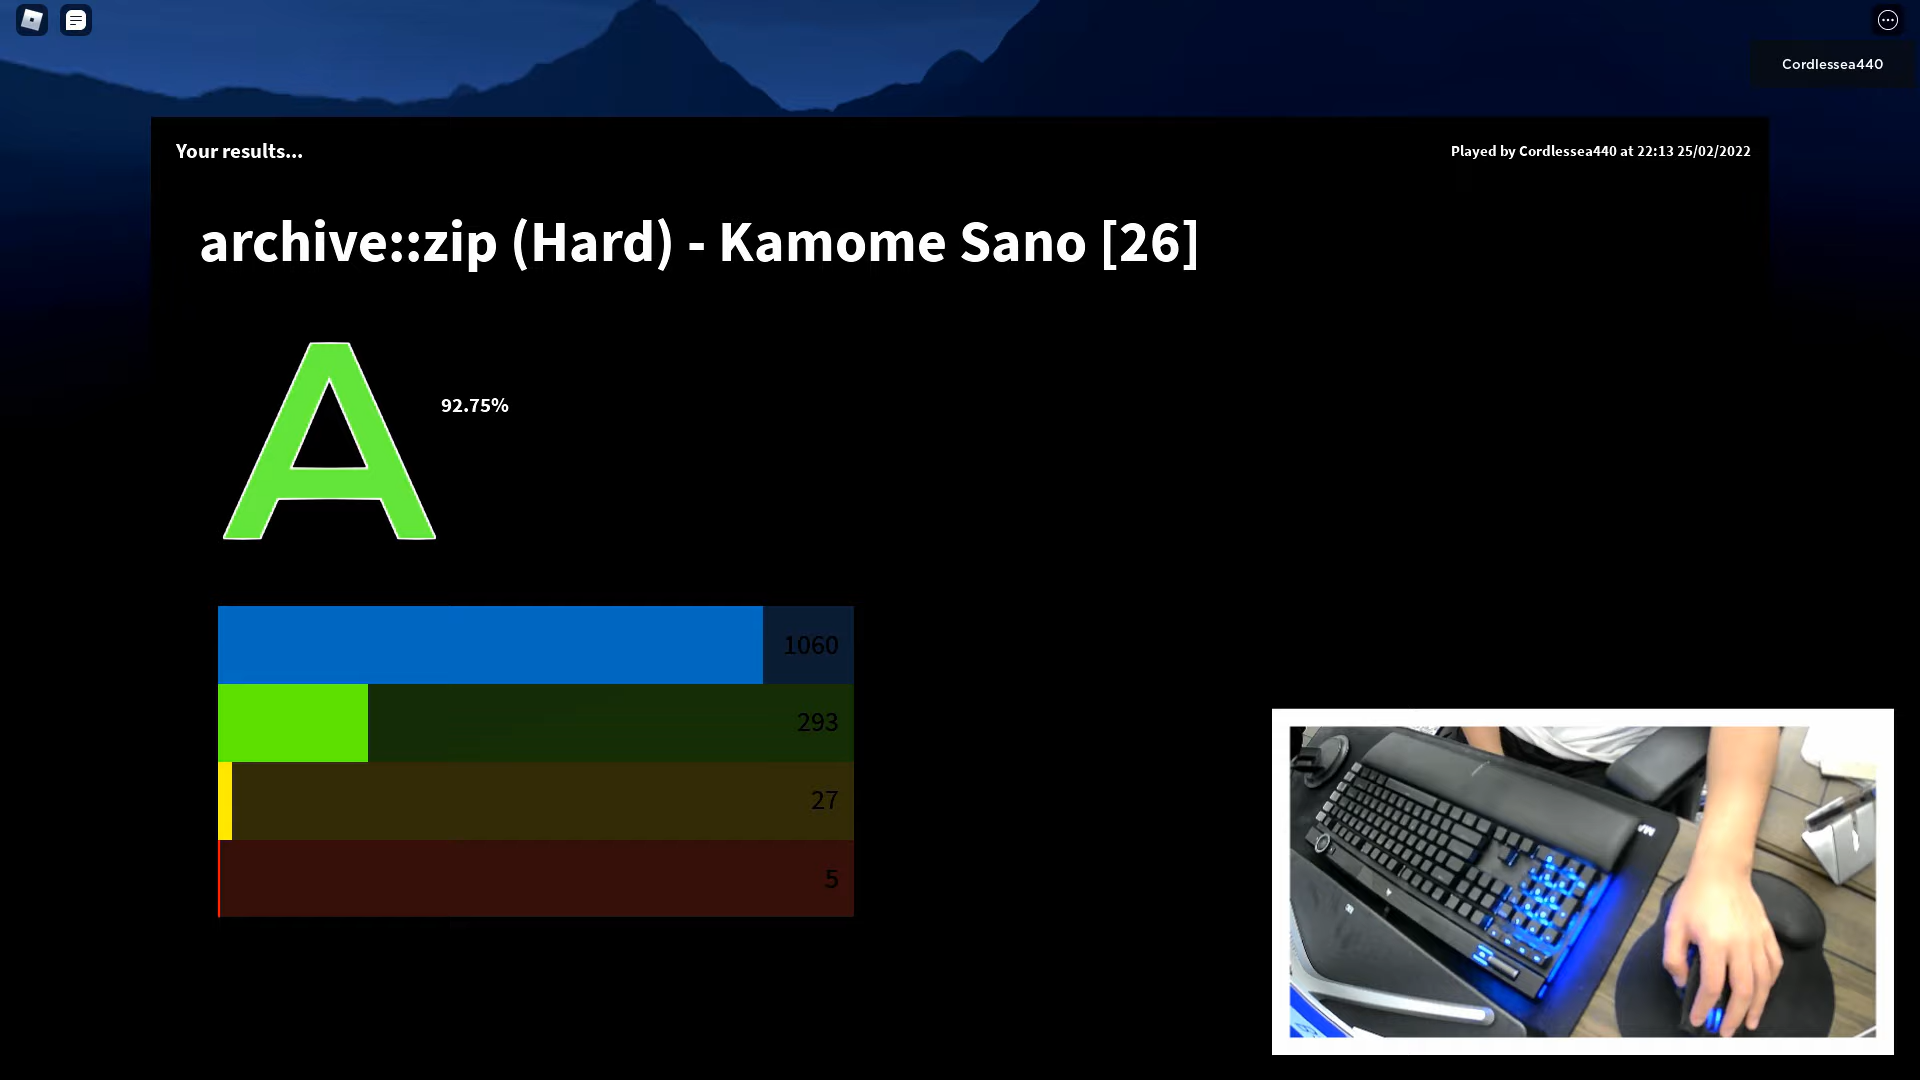 Cordlessea440
Your results...
Played by Cordlessea440 at 22:13 25/02/2022
archive::zip (Hard) - Kamome Sano [26]
A
92.75%
1060
293
27
5